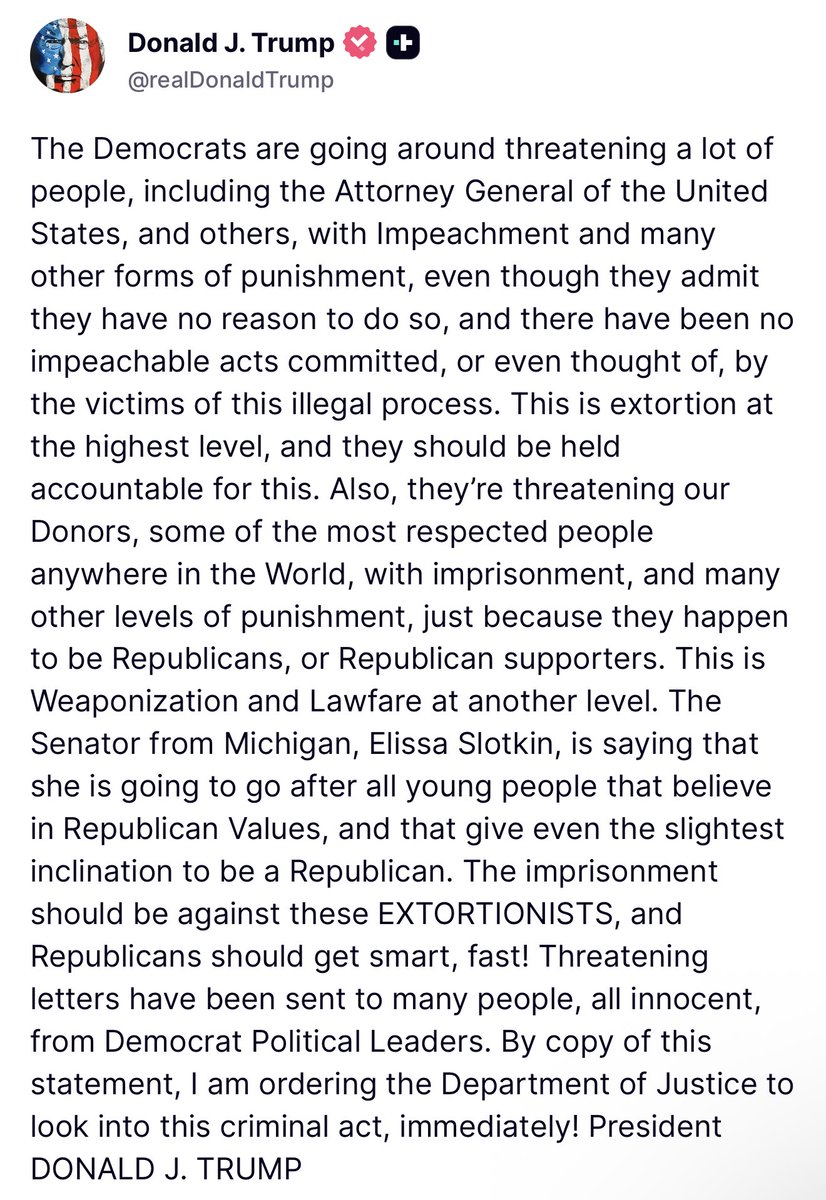 Donald J. Trump
@realDonaldTrump
The Democrats are going around threatening a lot of
people, including the Attorney General of the United
States, and others, with Impeachment and many
other forms of punishment, even though they admit
they have no reason to do so, and there have been no
impeachable acts committed, or even thought of, by
the victims of this illegal process. This is extortion at
the highest level, and they should be held
accountable for this. Also, they’re threatening our
Donors, some of the most respected people
anywhere in the World, with imprisonment, and many
other levels of punishment, just because they happen
to be Republicans, or Republican supporters. This is
Weaponization and Lawfare at another level. The
Senator from Michigan, Elissa Slotkin, is saying that
she is going to go after all young people that believe
in Republican Values, and that give even the slightest
inclination to be a Republican. The imprisonment
should be against these EXTORTIONISTS, and
Republicans should get smart, fast! Threatening
letters have been sent to many people, all innocent,
from Democrat Political Leaders. By copy of this
statement, I am ordering the Department of Justice to
look into this criminal act, immediately! President
DONALD J. TRUMP